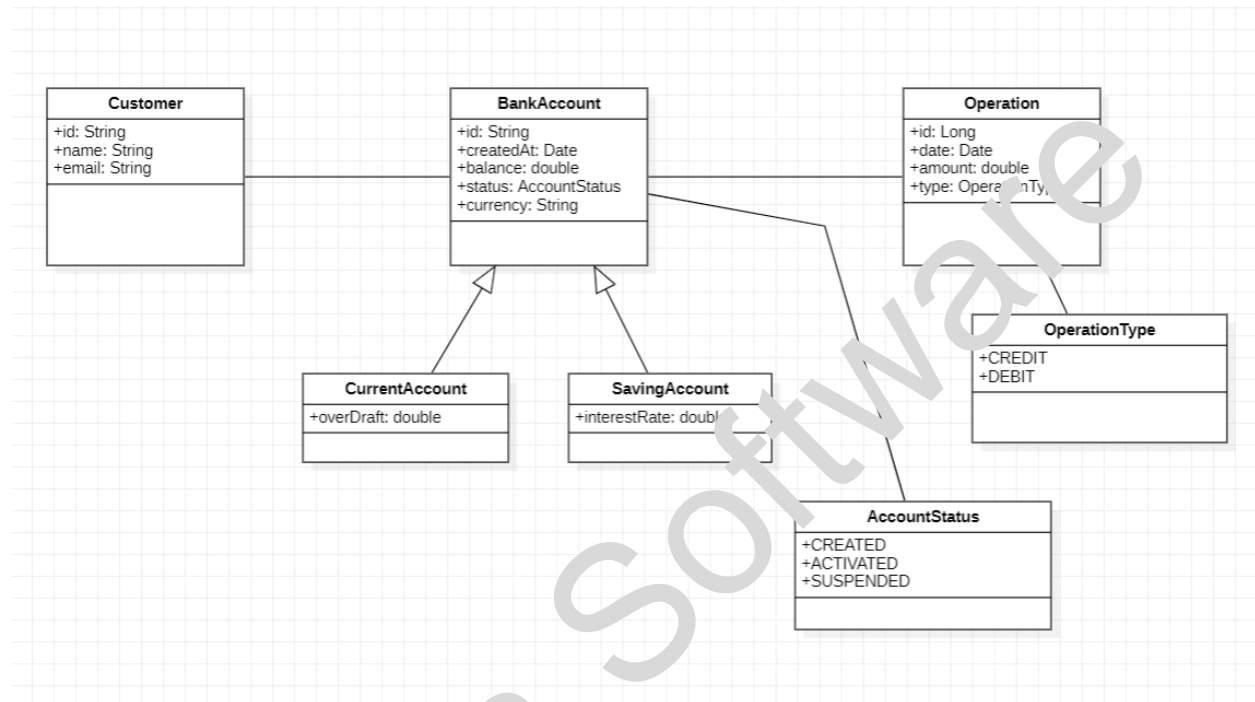 Customer
+id: String
+name: String
+email: String
BankAccount
+id: String
+createdAt: Date
+balance: double
+status: AccountStatus
+currency: String
Operation
+id: Long
+date: Date
+amount: double
+type:
CurrentAccount
+overDraft: double
SavingAccount
+interestRate:
OperationType
+CREDIT
+DEBIT
AccountStatus
+CREATED
+ACTIVATED
+SUSPENDED
Software